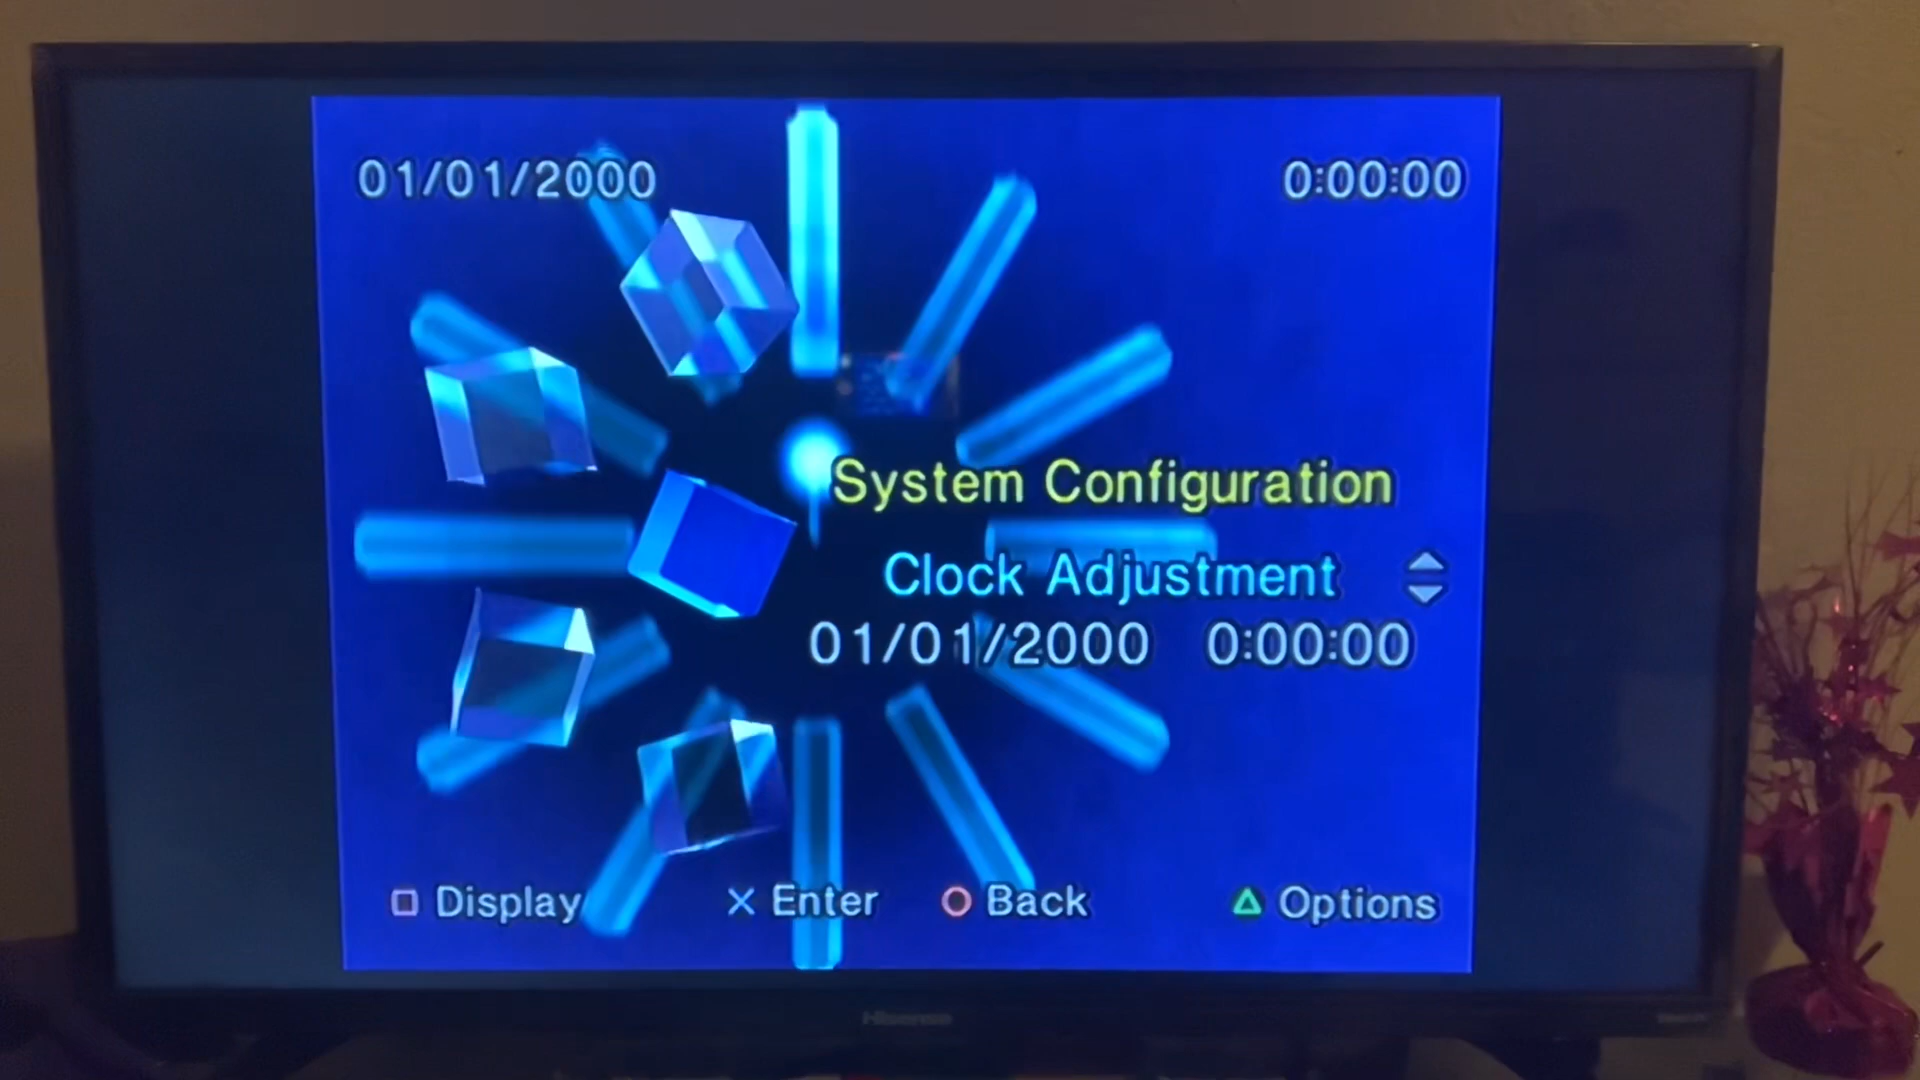 01/01/2000 0:00:00
System Configuration
Clock Adjustment
01/01/2000 0:00:00
Display Enter Back Options
Hisense